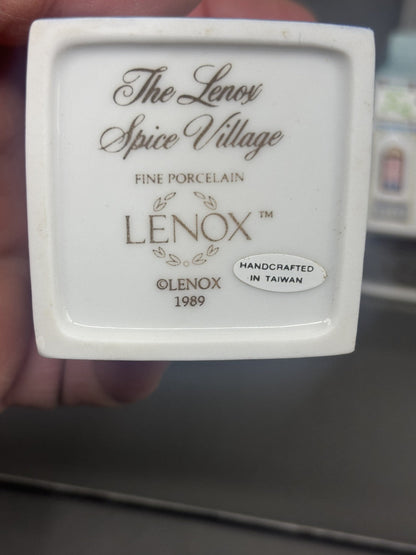 The Lenox
Spice Village
FINE PORCELAIN
LENOX™
©LENOX
1989
HANDCRAFTED
IN TAIWAN